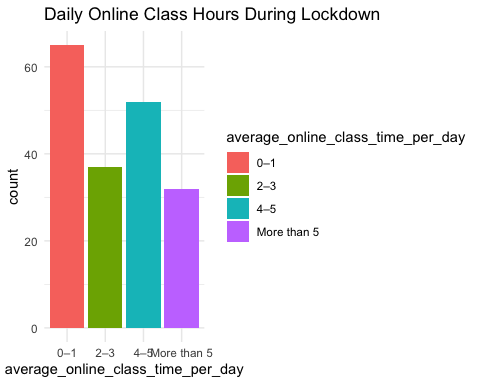 Daily Online Class Hours During Lockdown
60
40
20
0
count
0–1 2–3 4–5 More than 5
average_online_class_time_per_day
average_online_class_time_per_day
0–1
2–3
4–5
More than 5